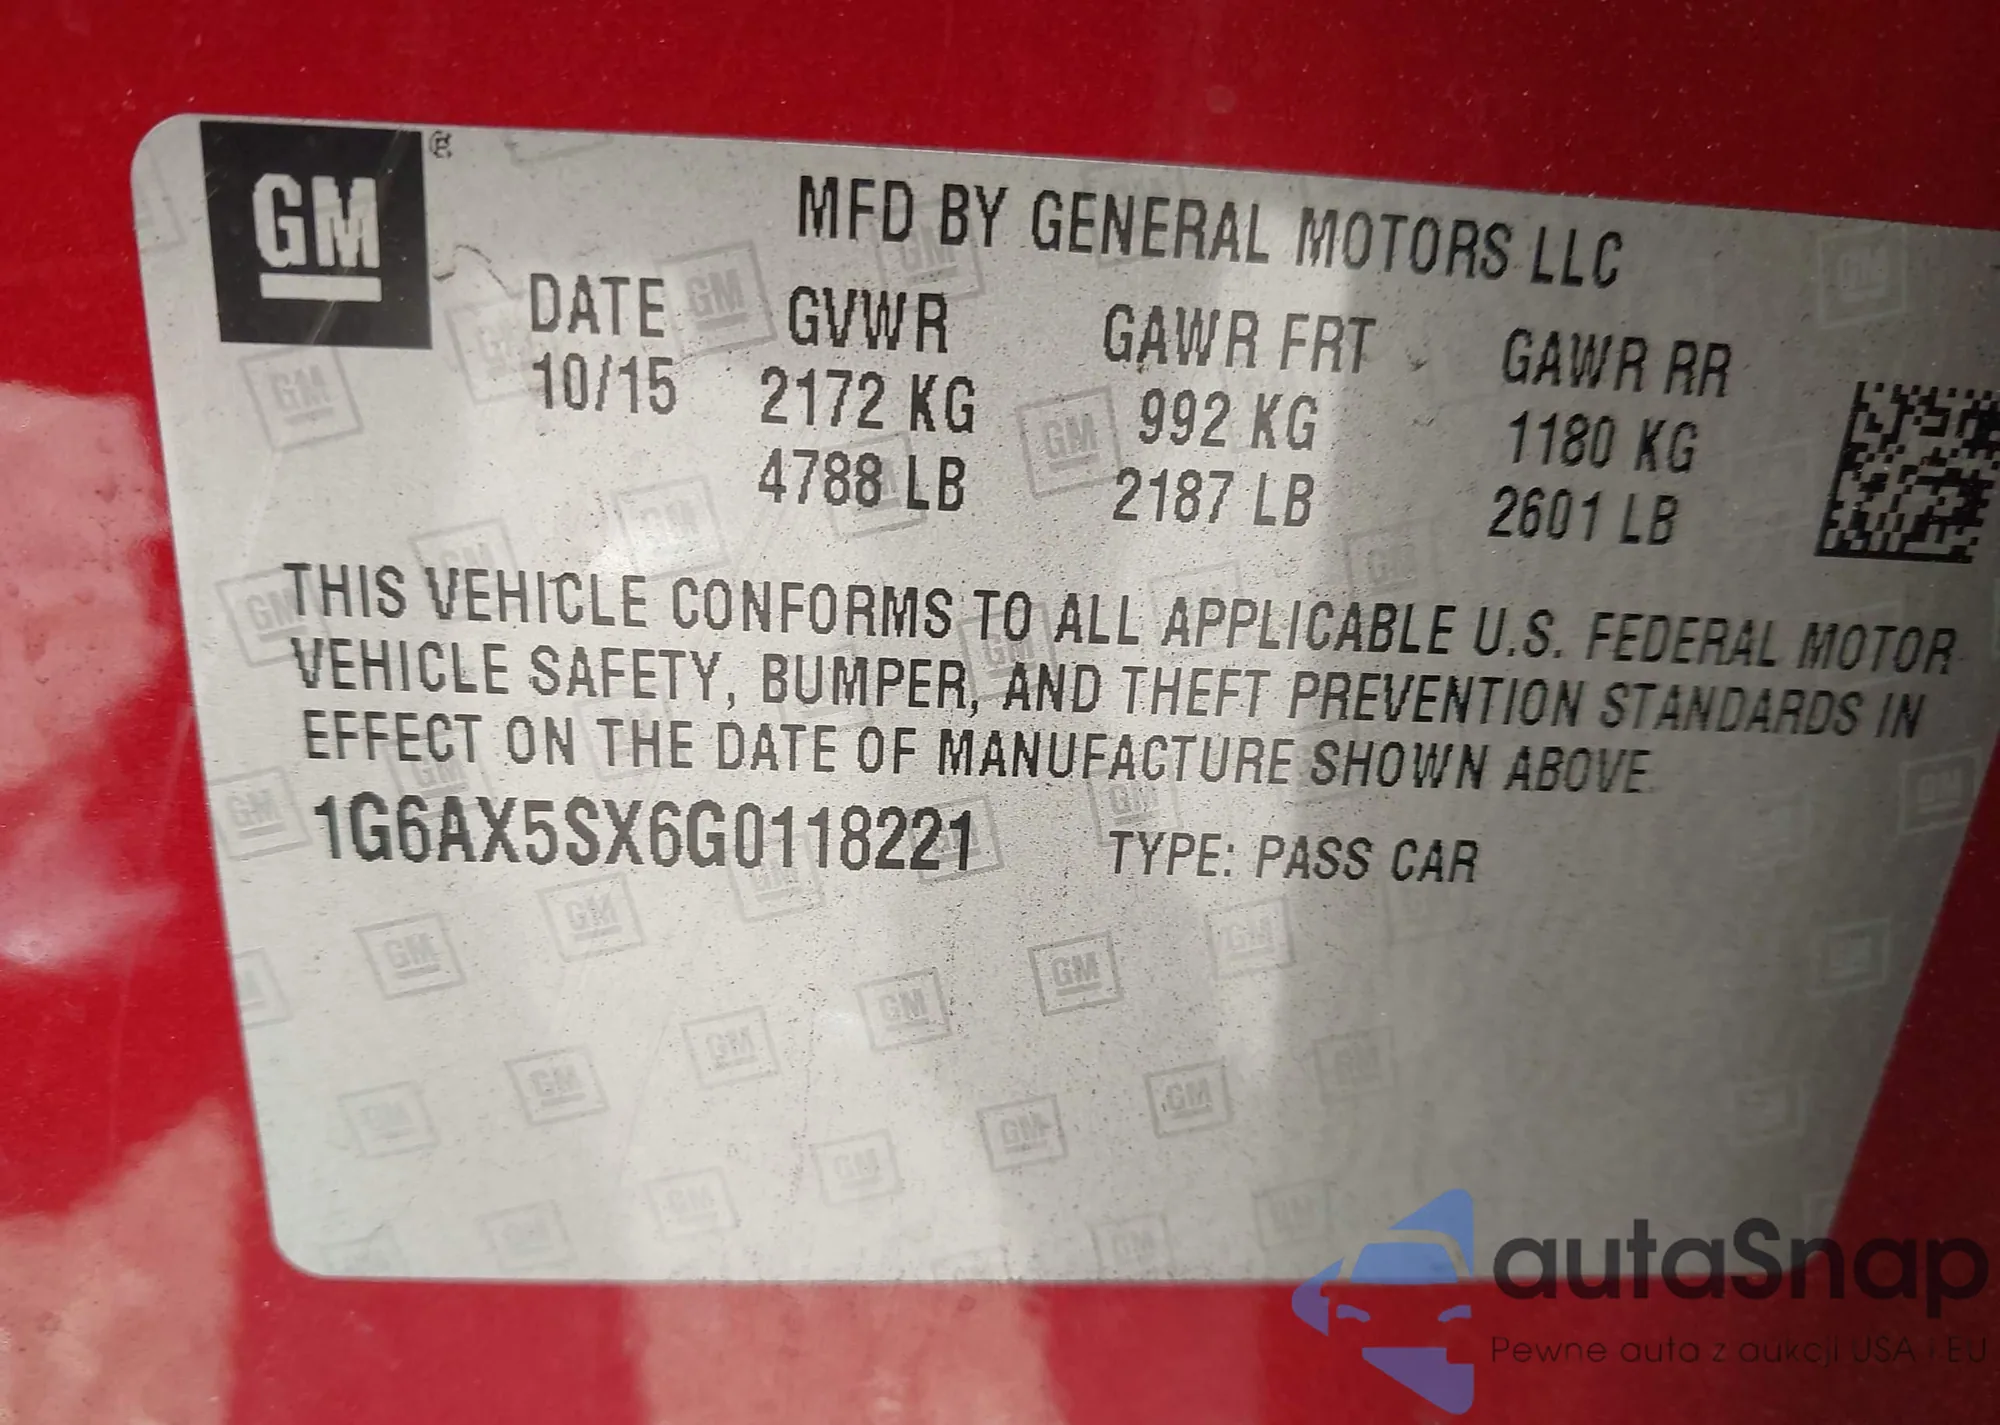 GM
MFD BY GENERAL MOTORS LLC
DATE GVWR GAWR FRT GAWR RR
10/15 2172 KG 992 KG 1180 KG
4788 LB 2187 LB 2601 LB
THIS VEHICLE CONFORMS TO ALL APPLICABLE U.S. FEDERAL MOTOR
VEHICLE SAFETY, BUMPER, AND THEFT PREVENTION STANDARDS IN
EFFECT ON THE DATE OF MANUFACTURE SHOWN ABOVE.
1G6AX5SX6G0118221 TYPE: PASS CAR
autaSnap
Pewne auta z aukcji USA i EU